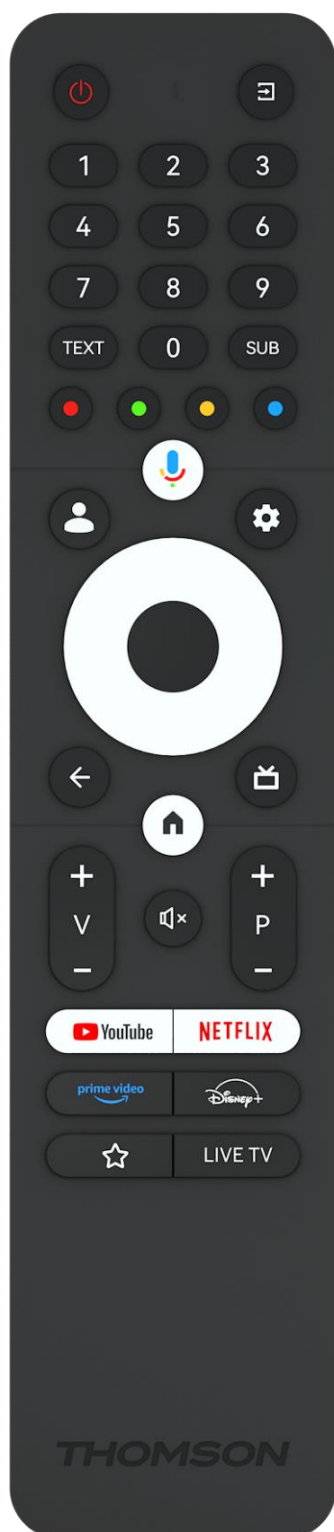 1 2 3
4 5 6
7 8 9
TEXT 0 SUB
+ +
V P
− −
YouTube NETFLIX
prime video Disney+
LIVE TV
THOMSON